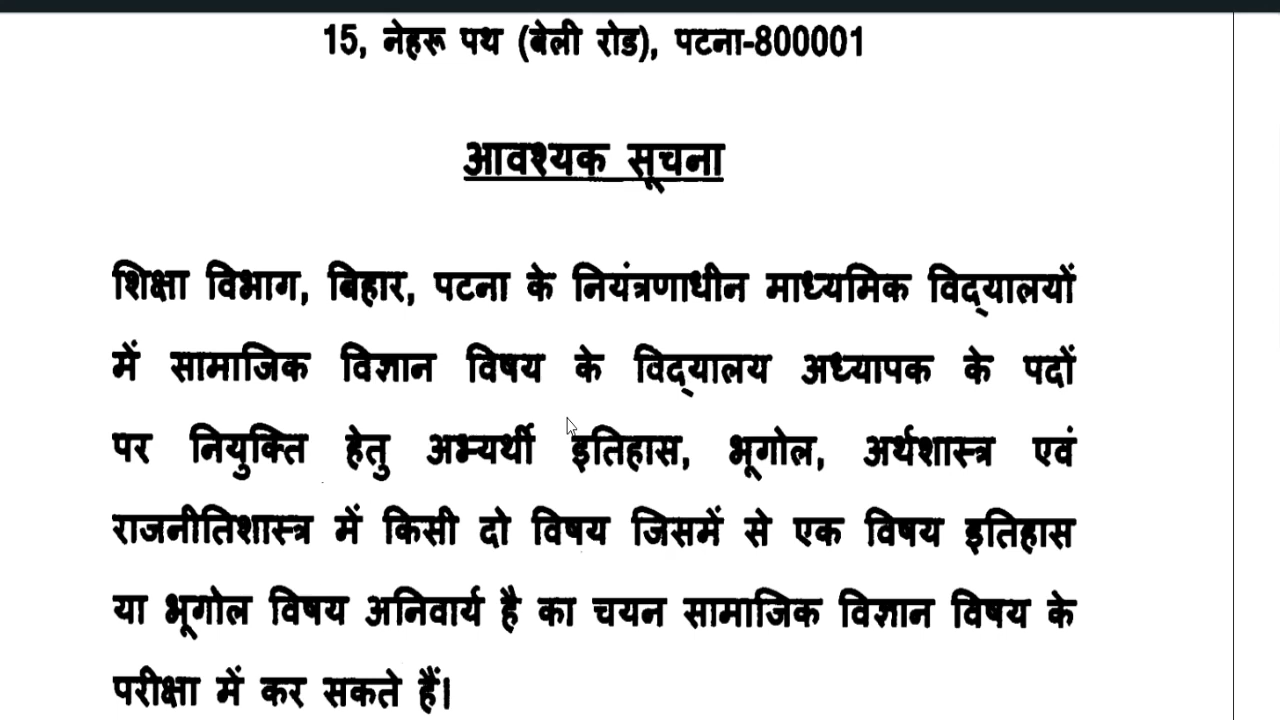 15, नेहरू पथ (बेली रोड), पटना-800001
आवश्यक सूचना
शिक्षा विभाग, बिहार, पटना के नियंत्रणाधीन माध्यमिक विद्यालयों
में सामाजिक विज्ञान विषय के विद्यालय अध्यापक के पदों
पर नियुक्ति हेतु अभ्यर्थी इतिहास, भूगोल, अर्थशास्त्र एवं
राजनीतिशास्त्र में किसी दो विषय जिसमें से एक विषय इतिहास
या भूगोल विषय अनिवार्य है का चयन सामाजिक विज्ञान विषय के
परीक्षा में कर सकते हैं।